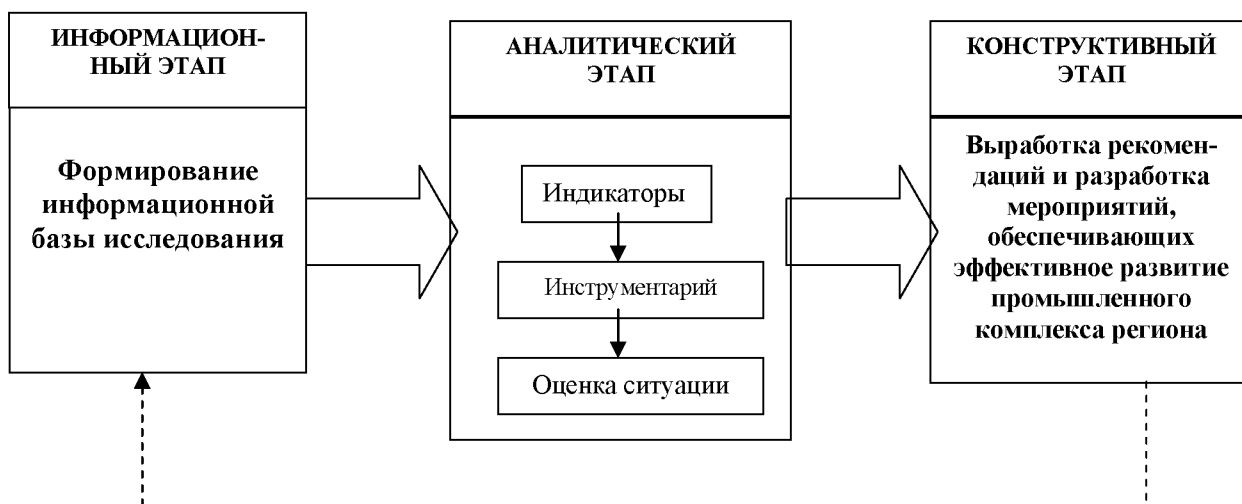 ИНФОРМАЦИОН-
НЫЙ ЭТАП
Формирование
информационной
базы исследования
АНАЛИТИЧЕСКИЙ
ЭТАП
Индикаторы
Инструментарий
Оценка ситуации
КОНСТРУКТИВНЫЙ
ЭТАП
Выработка рекомен-
даций и разработка
мероприятий,
обеспечивающих
эффективное развитие
промышленного
комплекса региона